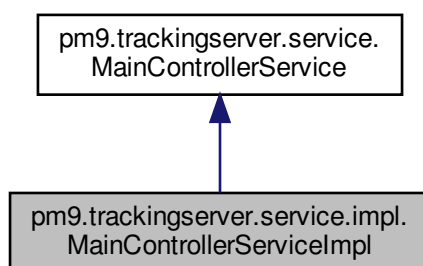 pm9.trackingserver.service.
MainControllerService
pm9.trackingserver.service.impl.
MainControllerServiceImpl